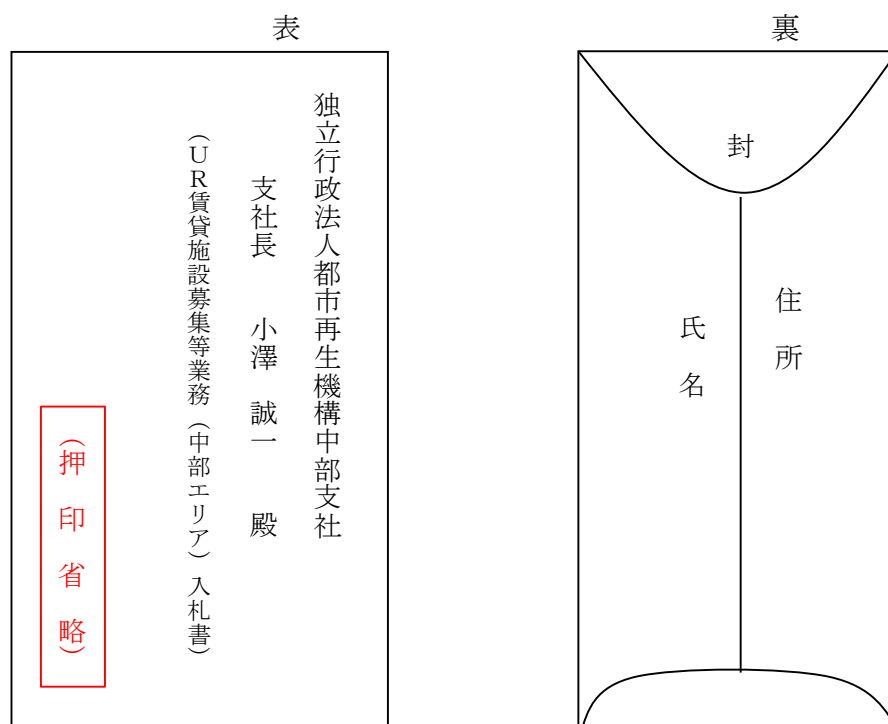 表
独立行政法人都市再生機構中部支社
支社長 小澤 誠一 殿
（ＵＲ賃貸施設募集等業務（中部エリア）入札書）
（押印省略）
裏
封
住所
氏名